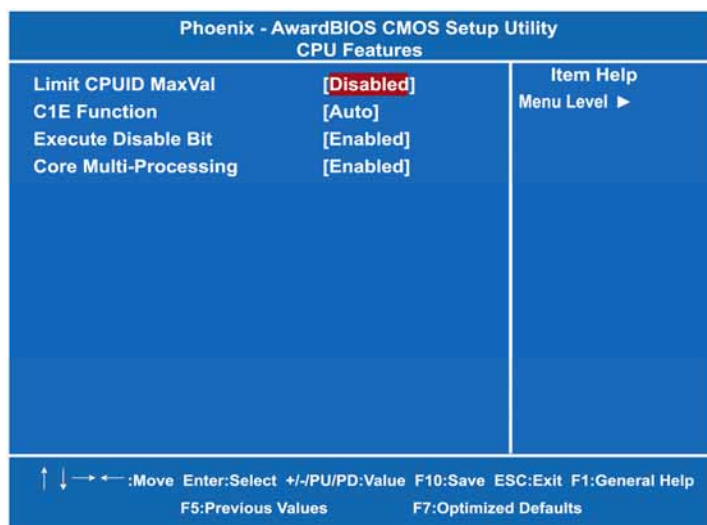 Phoenix - AwardBIOS CMOS Setup Utility
CPU Features
Limit CPUID MaxVal [Disabled]
C1E Function [Auto]
Execute Disable Bit [Enabled]
Core Multi-Processing [Enabled]
Item Help
Menu Level ►
↑ ↓ → ← :Move Enter:Select +/-/PU/PD:Value F10:Save ESC:Exit F1:General Help
F5:Previous Values F7:Optimized Defaults